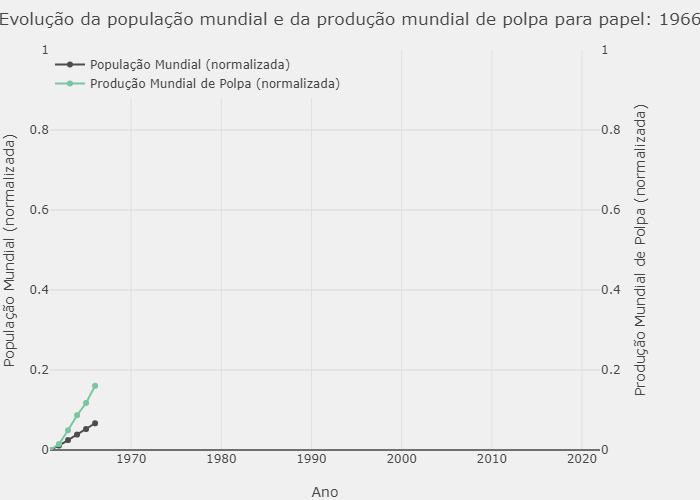 Evolução da população mundial e da produção mundial de polpa para papel: 1966
População Mundial (normalizada)
Produção Mundial de Polpa (normalizada)
1
0.8
0.6
0.4
0.2
0
População Mundial (normalizada)
1
0.8
0.6
0.4
0.2
0
Produção Mundial de Polpa (normalizada)
1970 1980 1990 2000 2010 2020
Ano